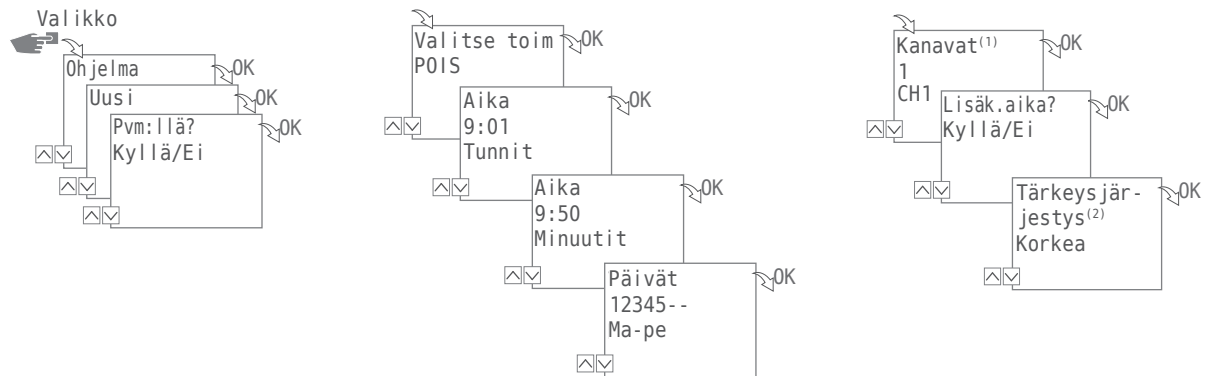 Valikko
Ohjelma
OK
Uusi
OK
Pvm:llä?
OK
Kyllä/Ei
Valitse toim
OK
POIS
Aika
OK
9:01
Tunnit
Aika
OK
9:50
Minuutit
Päivät
OK
12345--
Ma-pe
Kanavat(1)
OK
1
CH1
Lisäk.aika?
OK
Kyllä/Ei
Tärkeysjär-
OK
jestys(2)
Korkea